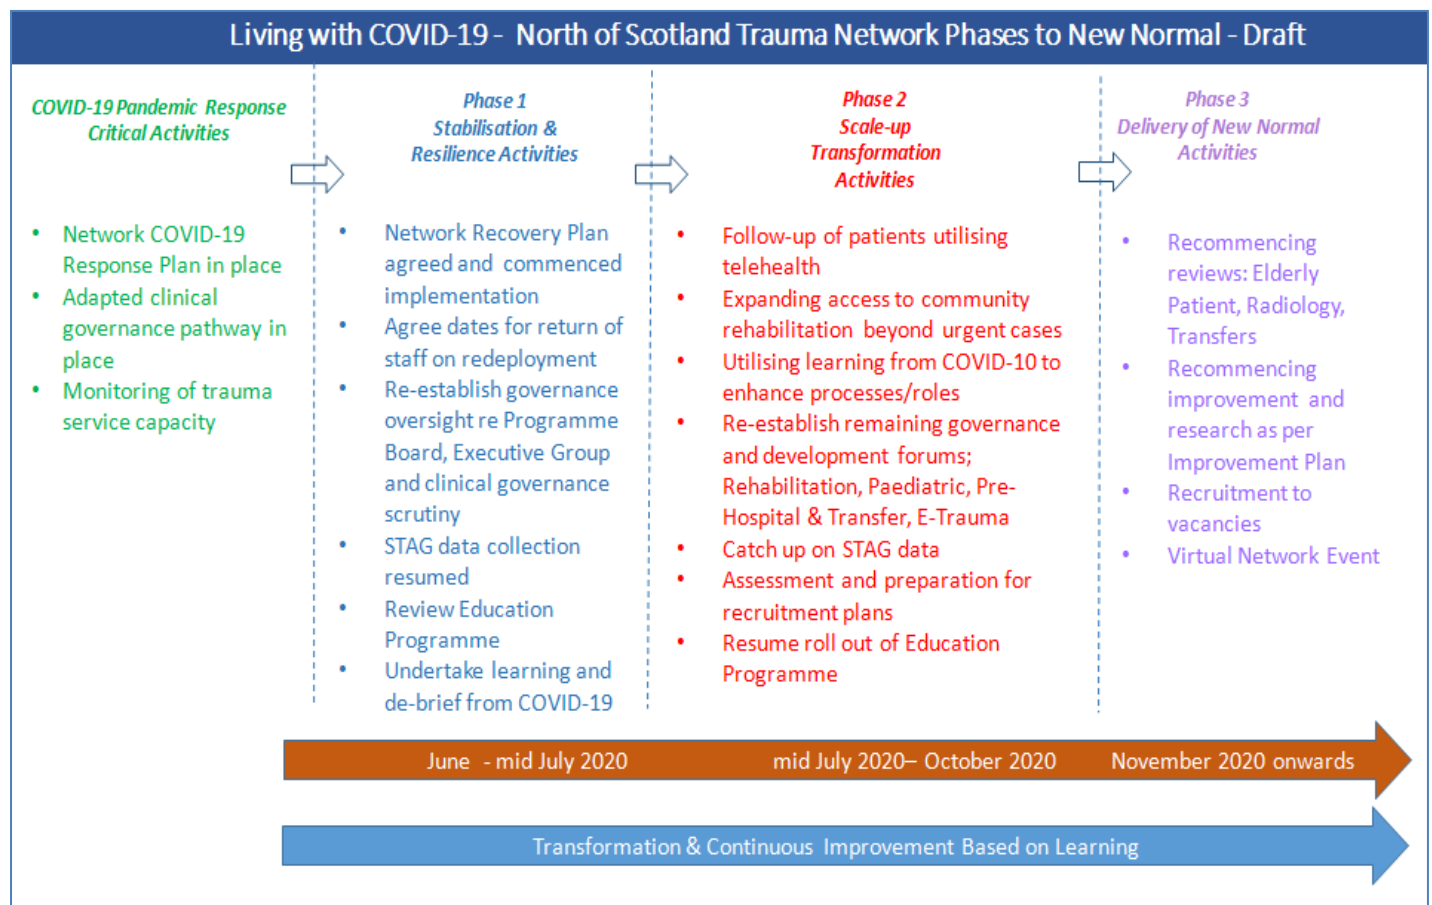 Living with COVID-19 - North of Scotland Trauma Network Phases to New Normal - Draft
COVID-19 Pandemic Response
Critical Activities
• Network COVID-19
Response Plan in place
• Adapted clinical
governance pathway in
place
• Monitoring of trauma
service capacity
Phase 1
Stabilisation &
Resilience Activities
• Network Recovery Plan
agreed and commenced
implementation
• Agree dates for return of
staff on redeployment
• Re-establish governance
oversight re Programme
Board, Executive Group
and clinical governance
scrutiny
• STAG data collection
resumed
• Review Education
Programme
• Undertake learning and
de-brief from COVID-19
Phase 2
Scale-up
Transformation
Activities
• Follow-up of patients utilising
telehealth
• Expanding access to community
rehabilitation beyond urgent cases
• Utilising learning from COVID-10 to
enhance processes/roles
• Re-establish remaining governance
and development forums;
Rehabilitation, Paediatric, Pre-
Hospital & Transfer, E-Trauma
• Catch up on STAG data
• Assessment and preparation for
recruitment plans
• Resume roll out of Education
Programme
Phase 3
Delivery of New Normal
Activities
• Recommencing
reviews: Elderly
Patient, Radiology,
Transfers
• Recommencing
improvement and
research as per
Improvement Plan
• Recruitment to
vacancies
• Virtual Network Event
June - mid July 2020
mid July 2020– October 2020
November 2020 onwards
Transformation & Continuous Improvement Based on Learning